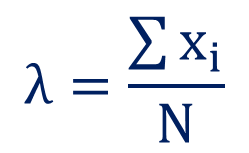 λ = ∑ xᵢ / N